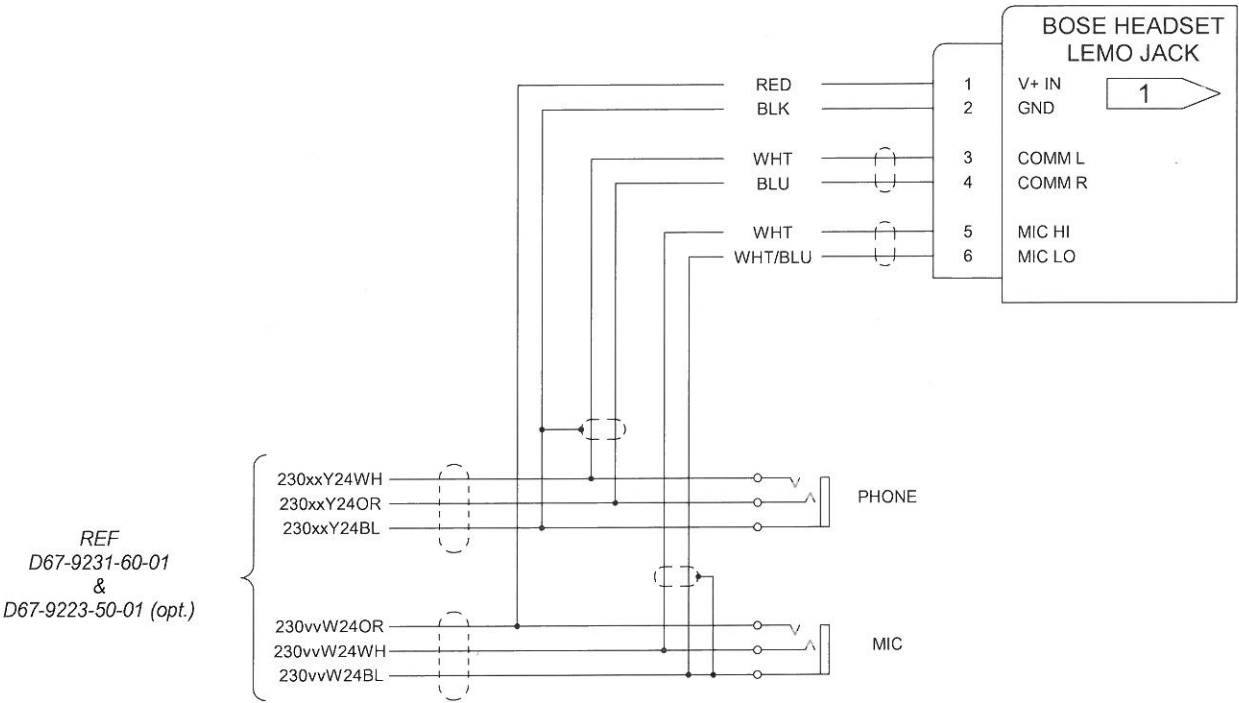 BOSE HEADSET
LEMO JACK
RED 1 V+ IN 1
BLK 2 GND
WHT 3 COMM L
BLU 4 COMM R
WHT 5 MIC HI
WHT/BLU 6 MIC LO
230xxY24WH
230xxY24OR
230xxY24BL
PHONE
REF
D67-9231-60-01
&
D67-9223-50-01 (opt.)
230vvW24OR
230vvW24WH
230vvW24BL
MIC